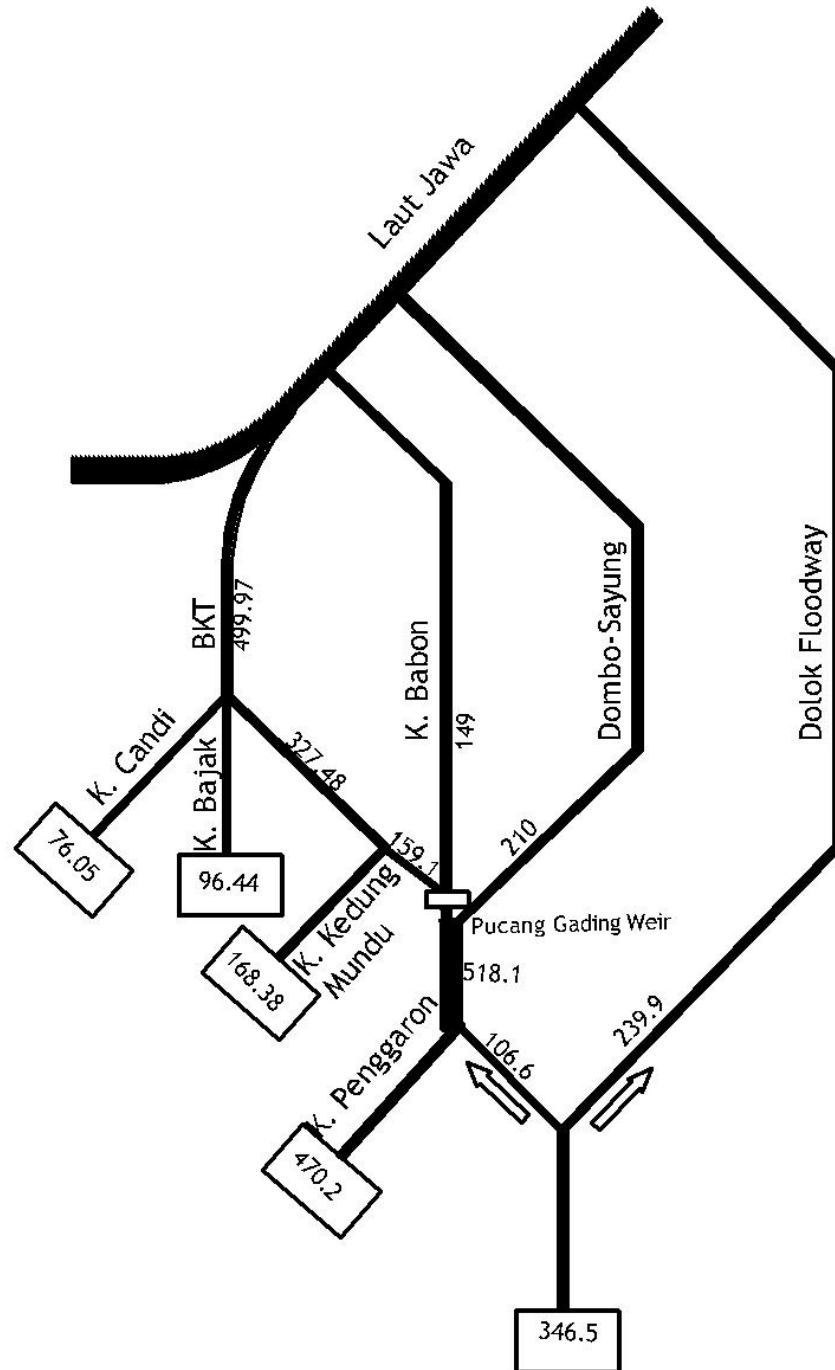 Laut Jawa
BKT
499.97
K. Babon
149
Dombo-Sayung
Dolok Floodway
K. Candi
K. Bajak
327.48
76.05
96.44
159.1
210
K. Kedung
Mundu
168.38
Pucang Gading Weir
518.1
K. Penggaron
106.6
239.9
470.2
346.5